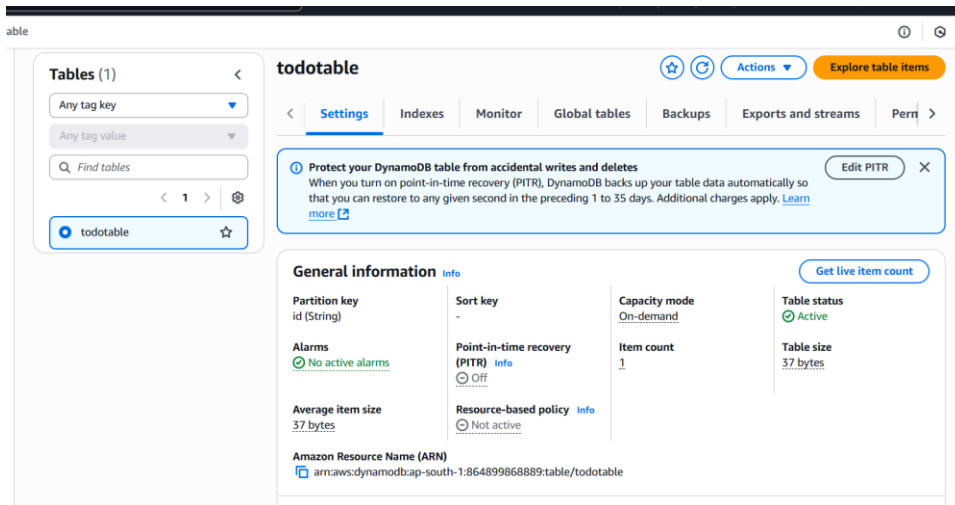 able
Tables (1)
Any tag key
Any tag value
Find tables
1
todotable
todotable
Actions
Explore table items
Settings
Indexes
Monitor
Global tables
Backups
Exports and streams
Perm
Protect your DynamoDB table from accidental writes and deletes
When you turn on point-in-time recovery (PITR), DynamoDB backs up your table data automatically so
that you can restore to any given second in the preceding 1 to 35 days. Additional charges apply. Learn
more
Edit PITR
General information Info
Get live item count
Partition key
id (String)
Sort key
-
Capacity mode
On-demand
Table status
Active
Alarms
No active alarms
Point-in-time recovery
(PITR) Info
Off
Item count
1
Table size
37 bytes
Average item size
37 bytes
Resource-based policy Info
Not active
Amazon Resource Name (ARN)
arn:aws:dynamodb:ap-south-1:864899868889:table/todotable